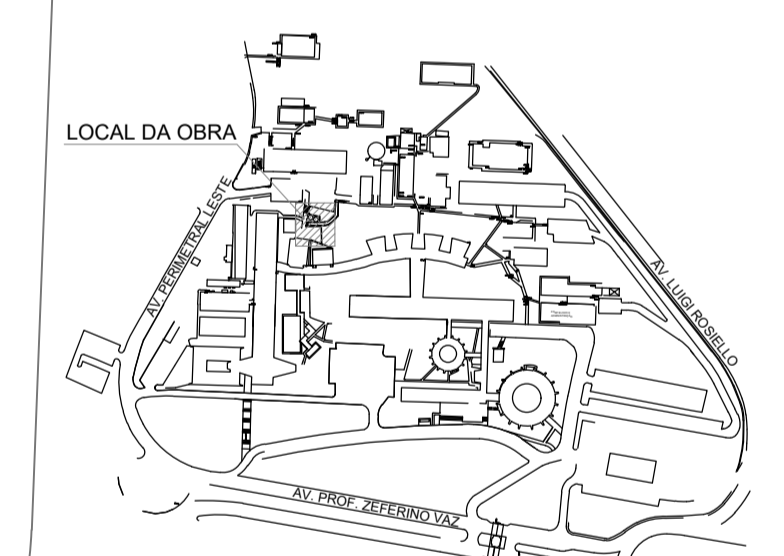 LOCAL DA OBRA
AV. PERIMETRAL LESTE
AV. LUIGI ROSIELLO
AV. PROF. ZEFERINO VAZ